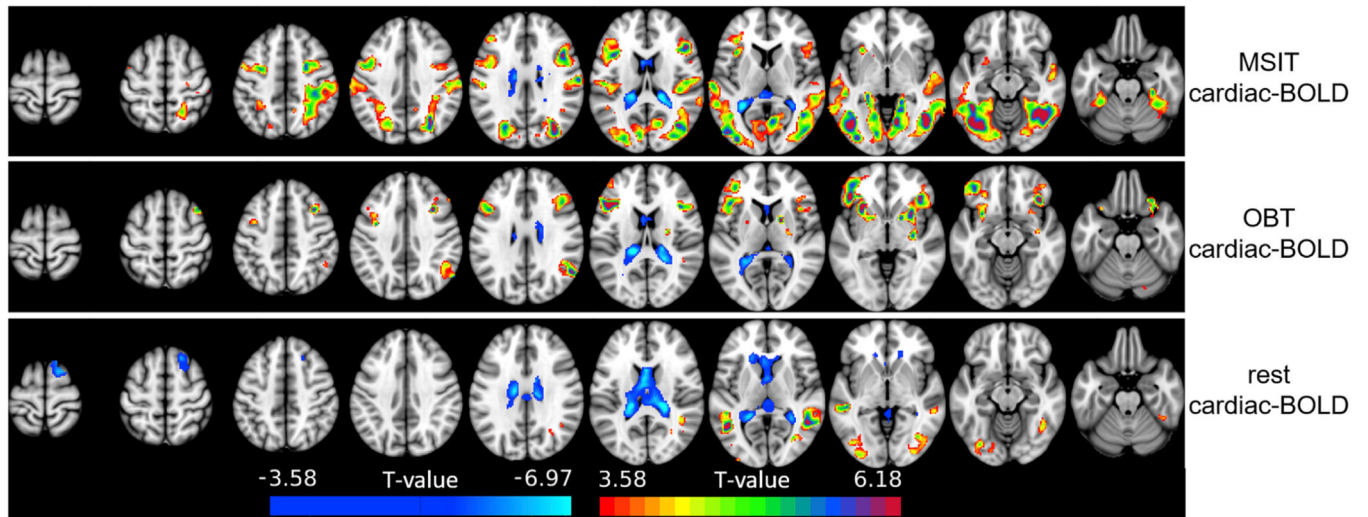 MSIT
cardiac-BOLD
OBT
cardiac-BOLD
rest
cardiac-BOLD
-3.58 T-value -6.97 3.58 T-value 6.18